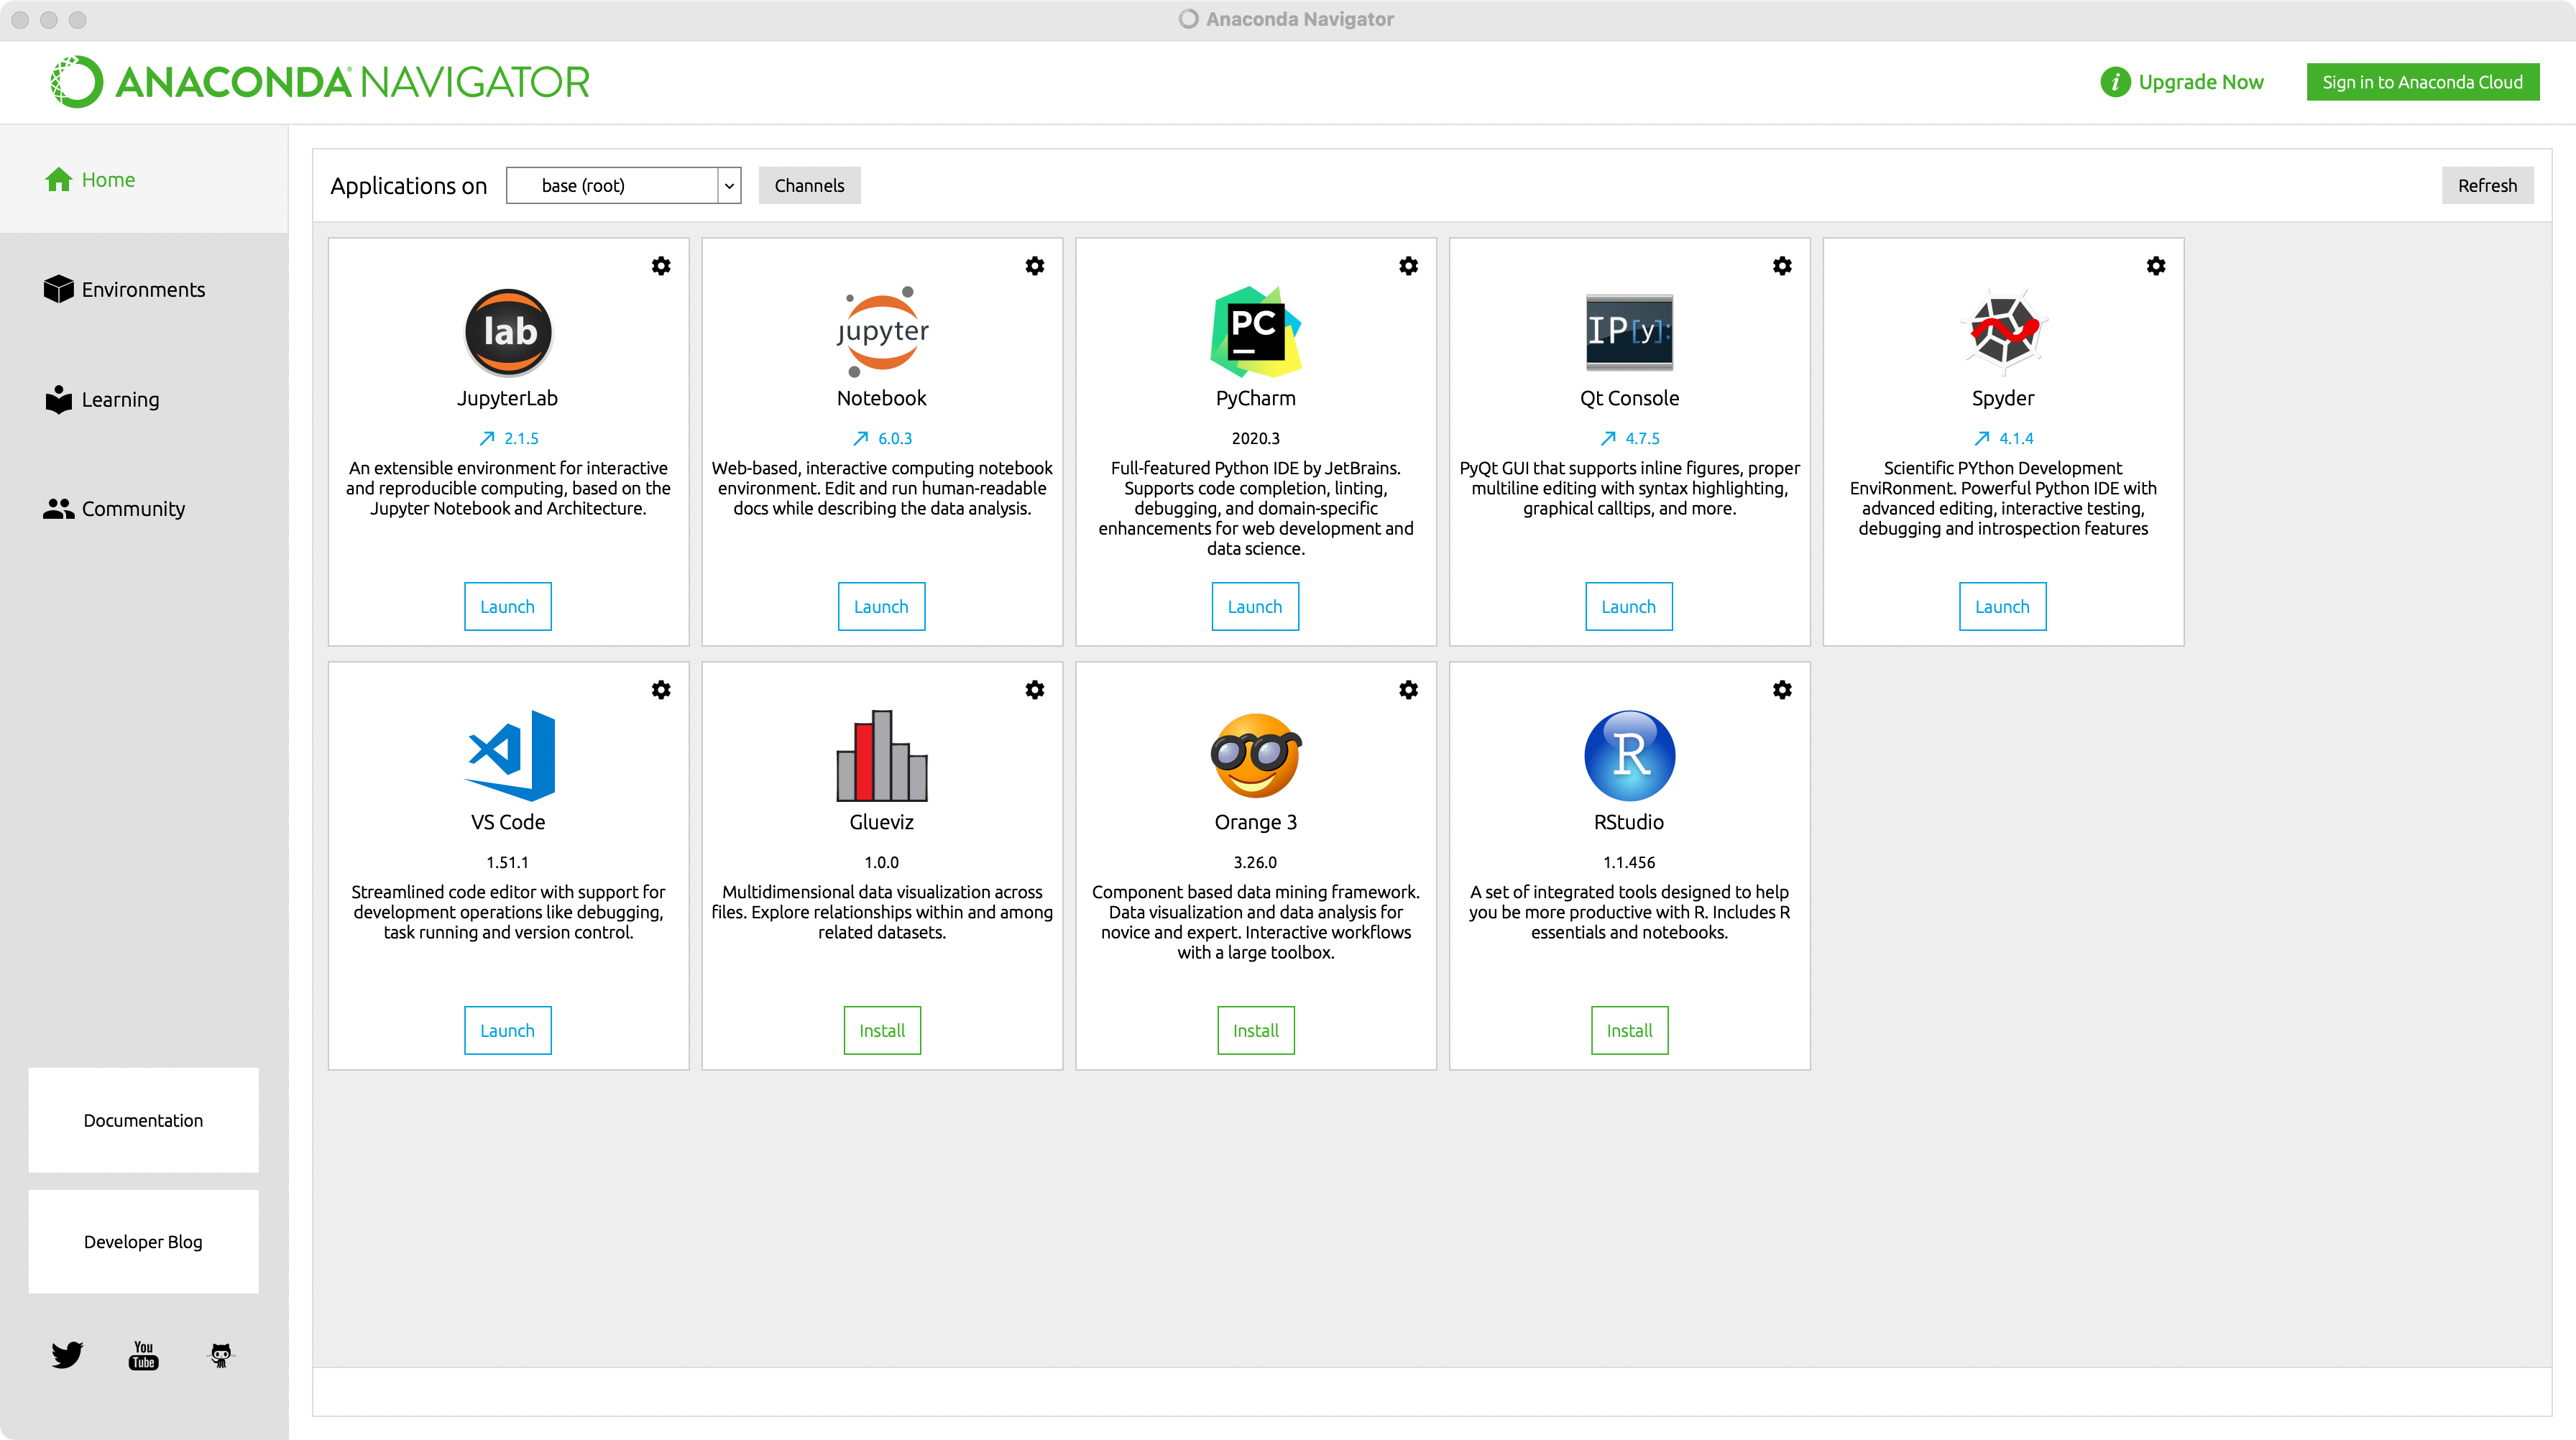 Anaconda Navigator
ANACONDA® NAVIGATOR
i Upgrade Now
Sign in to Anaconda Cloud
Home
Environments
Learning
Community
Documentation
Developer Blog
You
Tube
Applications on
base (root)
Channels
Refresh
lab
JupyterLab
2.1.5
An extensible environment for interactive
and reproducible computing, based on the
Jupyter Notebook and Architecture.
Launch
jupyter
Notebook
6.0.3
Web-based, interactive computing notebook
environment. Edit and run human-readable
docs while describing the data analysis.
Launch
PC
PyCharm
2020.3
Full-featured Python IDE by JetBrains.
Supports code completion, linting,
debugging, and domain-specific
enhancements for web development and
data science.
Launch
IP[y]:
Qt Console
4.7.5
PyQt GUI that supports inline figures, proper
multiline editing with syntax highlighting,
graphical calltips, and more.
Launch
Spyder
4.1.4
Scientific PYthon Development
EnviRonment. Powerful Python IDE with
advanced editing, interactive testing,
debugging and introspection features
Launch
VS Code
1.51.1
Streamlined code editor with support for
development operations like debugging,
task running and version control.
Launch
Glueviz
1.0.0
Multidimensional data visualization across
files. Explore relationships within and among
related datasets.
Install
Orange 3
3.26.0
Component based data mining framework.
Data visualization and data analysis for
novice and expert. Interactive workflows
with a large toolbox.
Install
R
RStudio
1.1.456
A set of integrated tools designed to help
you be more productive with R. Includes R
essentials and notebooks.
Install